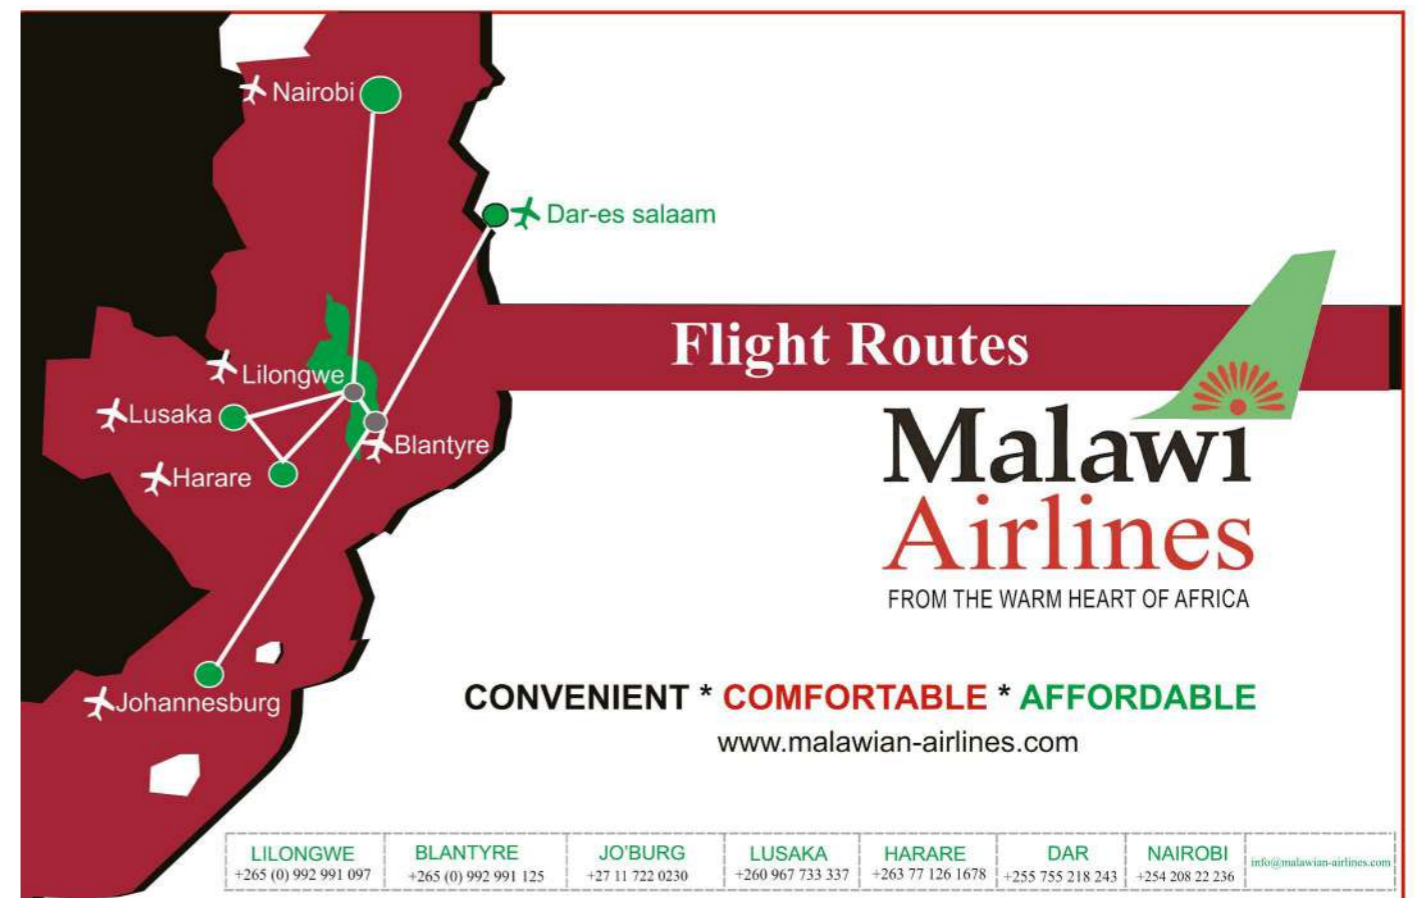 Nairobi
Dar-es salaam
Flight Routes
Lilongwe
Lusaka
Blantyre
Harare
Malawi
Airlines
FROM THE WARM HEART OF AFRICA
Johannesburg
CONVENIENT * COMFORTABLE * AFFORDABLE
www.malawian-airlines.com
LILONGWE
+265 (0) 992 991 097
BLANTYRE
+265 (0) 992 991 125
JO'BURG
+27 11 722 0230
LUSAKA
+260 967 733 337
HARARE
+263 77 126 1678
DAR
+255 755 218 243
NAIROBI
+254 208 22 236
info@malawian-airlines.com